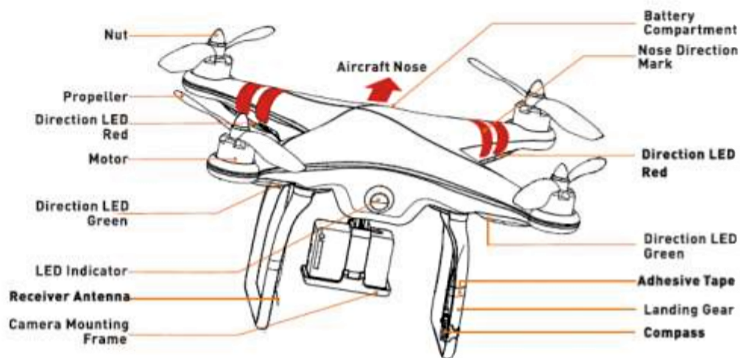 Nut
Propeller
Direction LED
Red
Motor
Direction LED
Green
LED Indicator
Receiver Antenna
Camera Mounting
Frame
Aircraft Nose
Battery
Compartment
Nose Direction
Mark
Direction LED
Red
Direction LED
Green
Adhesive Tape
Landing Gear
Compass